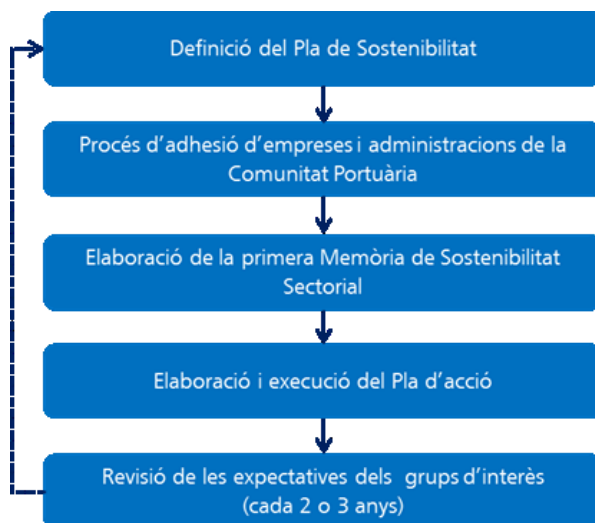 Definició del Pla de Sostenibilitat
Procés d'adhesió d'empreses i administracions de la
Comunitat Portuària
Elaboració de la primera Memòria de Sostenibilitat
Sectorial
Elaboració i execució del Pla d'acció
Revisió de les expectatives dels grups d'interès
(cada 2 o 3 anys)